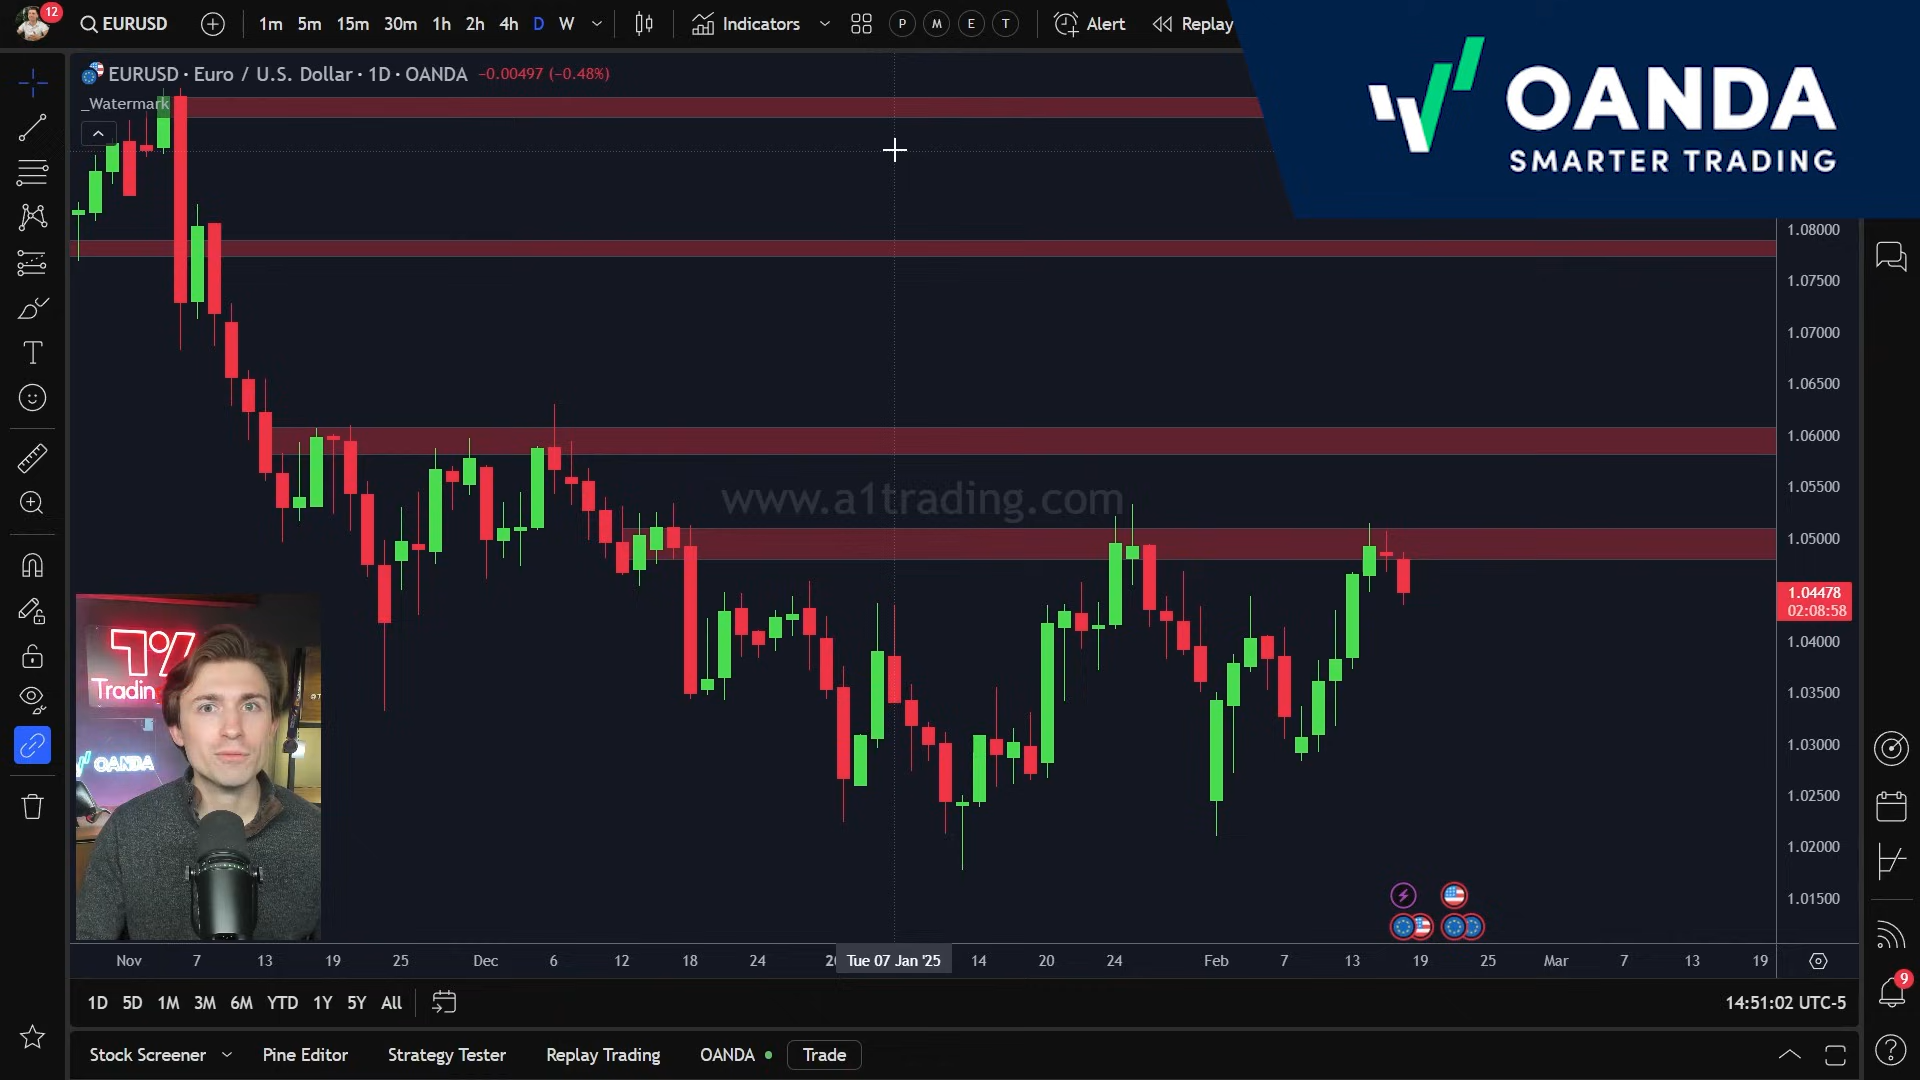 12
EURUSD
1m 5m 15m 30m 1h 2h 4h D W
Indicators
P M E T
Alert
Replay
OANDA
SMARTER TRADING
EURUSD · Euro / U.S. Dollar · 1D · OANDA −0.00497 (−0.48%)
_Watermark
1.08000
1.07500
1.07000
1.06500
1.06000
1.05500
www.a1trading.com
1.05000
1.04478
02:08:58
1.04000
1.03500
1.03000
1.02500
1.02000
1.01500
1%
Tradin
OANDA
Nov 7 13 19 25 Dec 6 12 18 24 Tue 07 Jan '25 14 20 24 Feb 7 13 19 25 Mar 7 13 19
1D 5D 1M 3M 6M YTD 1Y 5Y All
14:51:02 UTC-5
9
Stock Screener Pine Editor Strategy Tester Replay Trading OANDA Trade